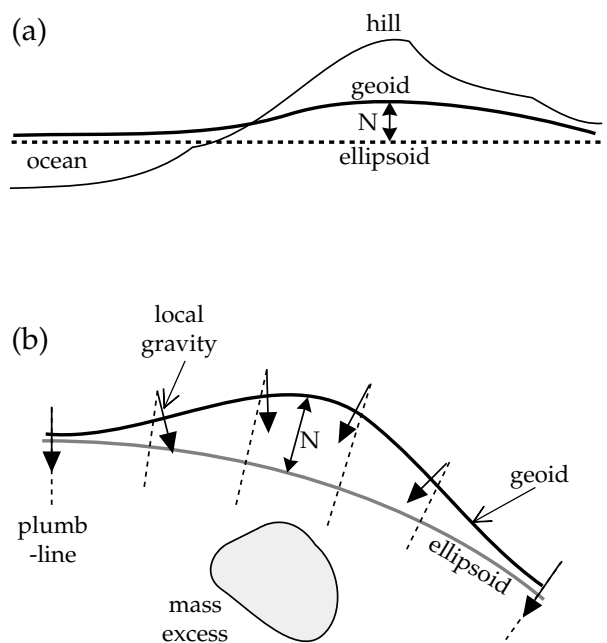 (a)
hill
geoid
N
ocean
ellipsoid
(b)
local
gravity
N
geoid
plumb
-line
ellipsoid
mass
excess